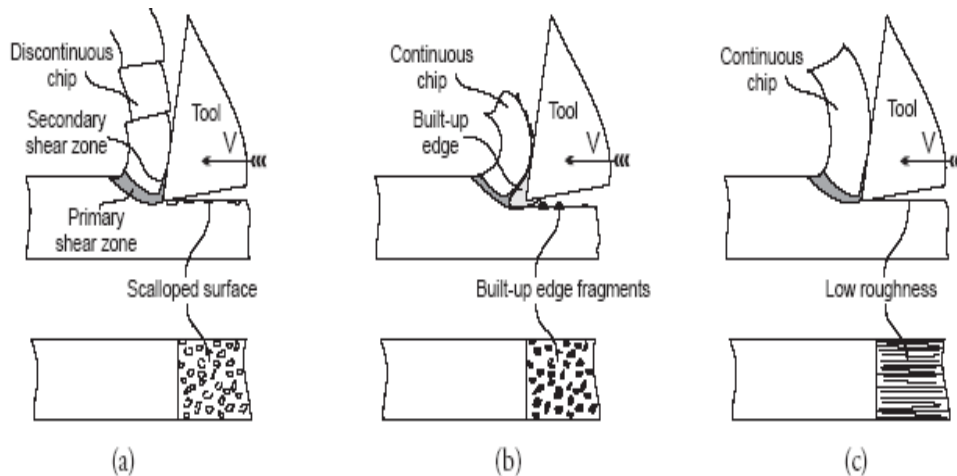 Discontinuous
chip
Secondary
shear zone
Tool
V
Primary
shear zone
Scalloped surface
(a)
Continuous
chip
Built-up
edge
Tool
V
Built-up edge fragments
(b)
Continuous
chip
Tool
V
Low roughness
(c)